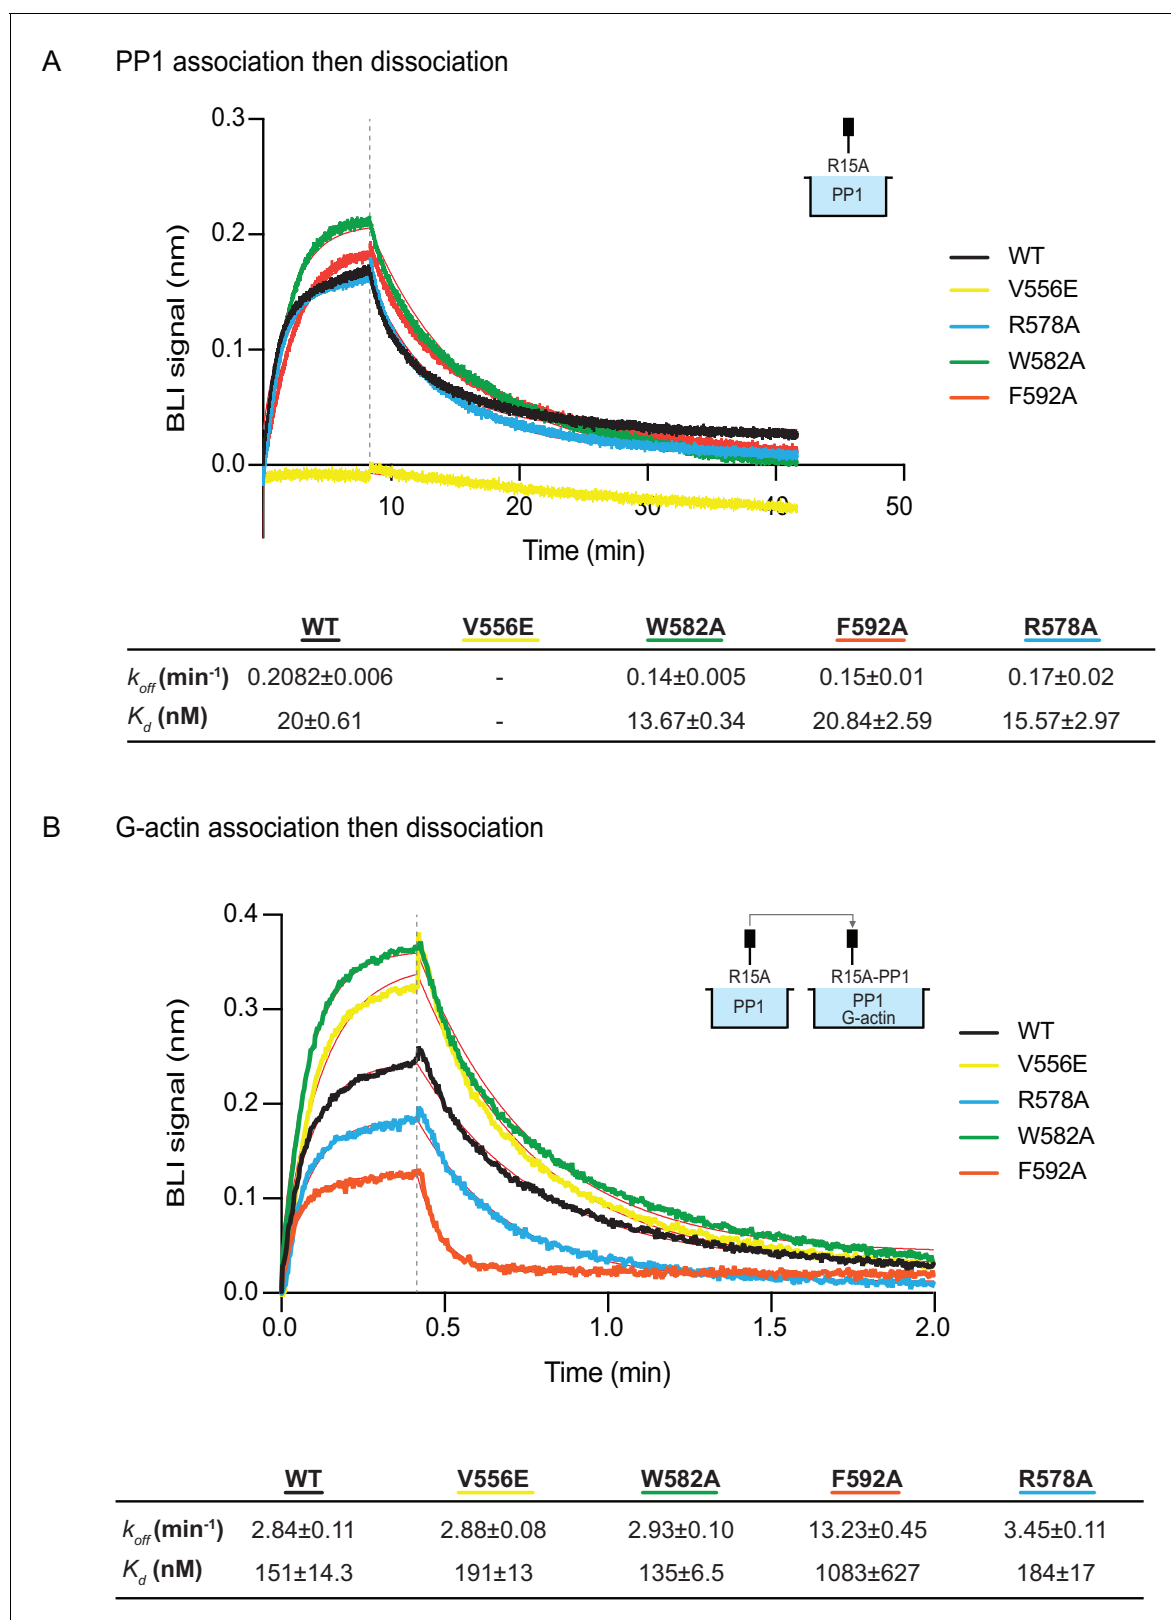 A PP1 association then dissociation
0.3
0.2
0.1
0.0
BLI signal (nm)
10 20 30 40 50
Time (min)
R15A
PP1
WT
V556E
R578A
W582A
F592A
WT V556E W582A F592A R578A
k_off (min⁻¹) 0.2082±0.006 - 0.14±0.005 0.15±0.01 0.17±0.02
K_d (nM) 20±0.61 - 13.67±0.34 20.84±2.59 15.57±2.97
B G-actin association then dissociation
0.4
0.3
0.2
0.1
0.0
BLI signal (nm)
0.0 0.5 1.0 1.5 2.0
Time (min)
R15A R15A-PP1
PP1 PP1
G-actin
WT
V556E
R578A
W582A
F592A
WT V556E W582A F592A R578A
k_off (min⁻¹) 2.84±0.11 2.88±0.08 2.93±0.10 13.23±0.45 3.45±0.11
K_d (nM) 151±14.3 191±13 135±6.5 1083±627 184±17